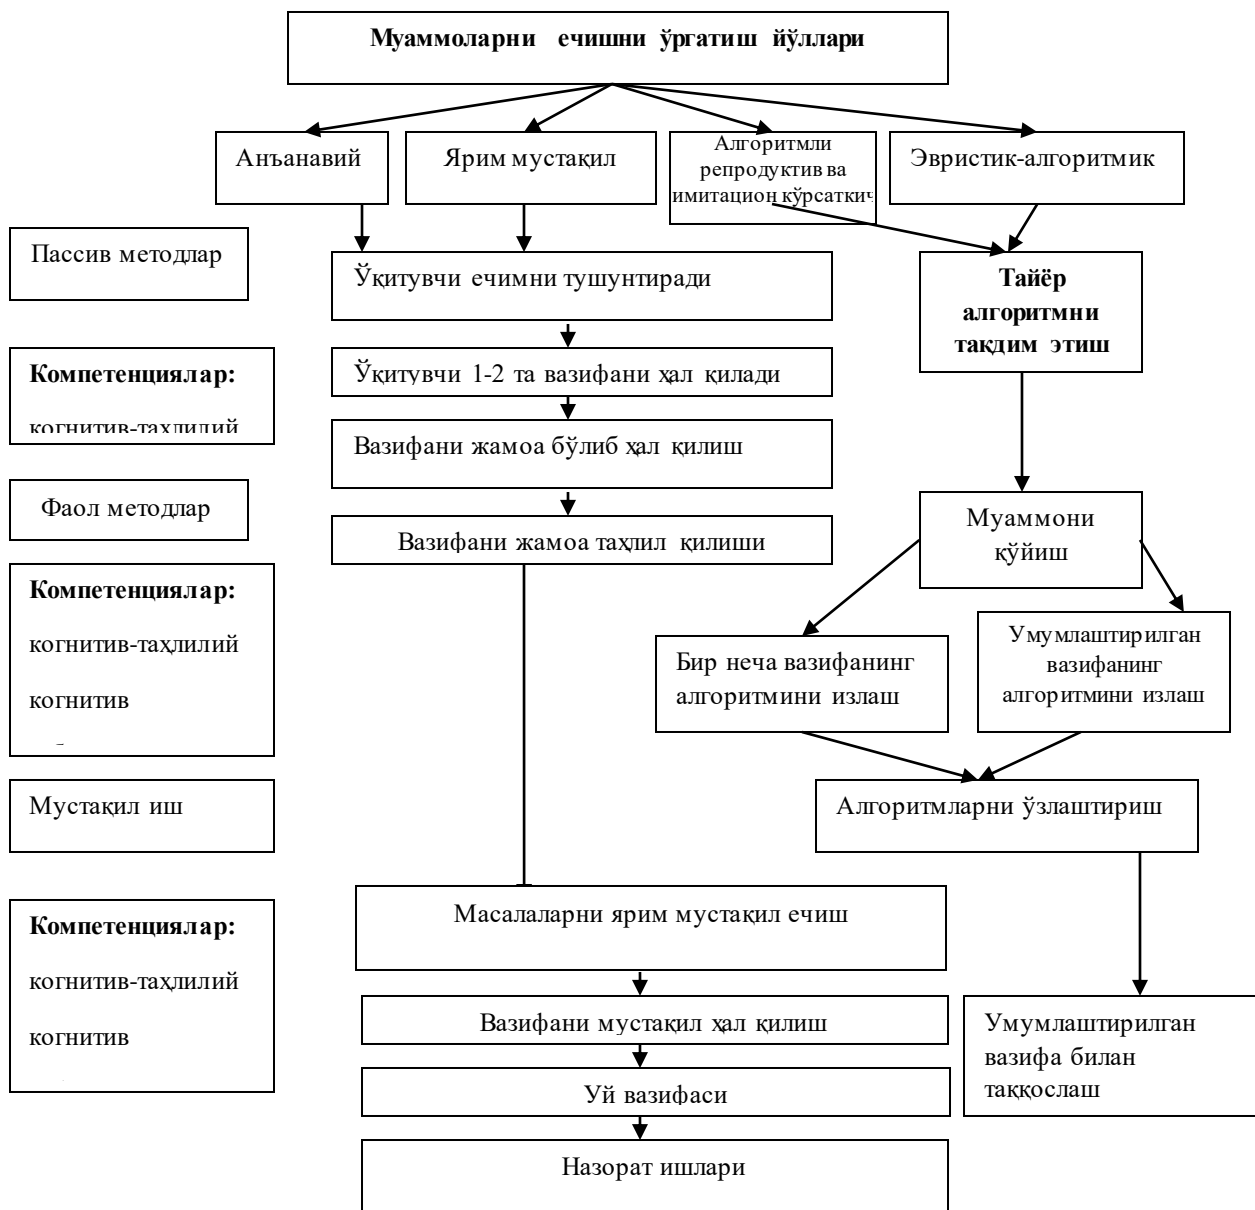 Муаммоларни ечишни ўргатиш йўллари
Анъанавий
Ярим мустақил
Алгоритмли
репродуктив ва
имитацион кўрсаткич
Эвристик-алгоритмик
Пассив методлар
Ўқитувчи ечимни тушунтиради
Тайёр
алгоритмни
тақдим этиш
Компетенциялар:
когнитив-таҳлилий
Ўқитувчи 1-2 та вазифани ҳал қилади
Вазифани жамоа бўлиб ҳал қилиш
Фаол методлар
Вазифани жамоа таҳлил қилиши
Муаммони
қўйиш
Компетенциялар:
когнитив-таҳлилий
когнитив
Бир неча вазифанинг
алгоритмини излаш
Умумлаштирилган
вазифанинг
алгоритмини излаш
Мустақил иш
Алгоритмларни ўзлаштириш
Компетенциялар:
когнитив-таҳлилий
когнитив
Масалаларни ярим мустақил ечиш
Вазифани мустақил ҳал қилиш
Умумлаштирилган
вазифа билан
таққослаш
Уй вазифаси
Назорат ишлари